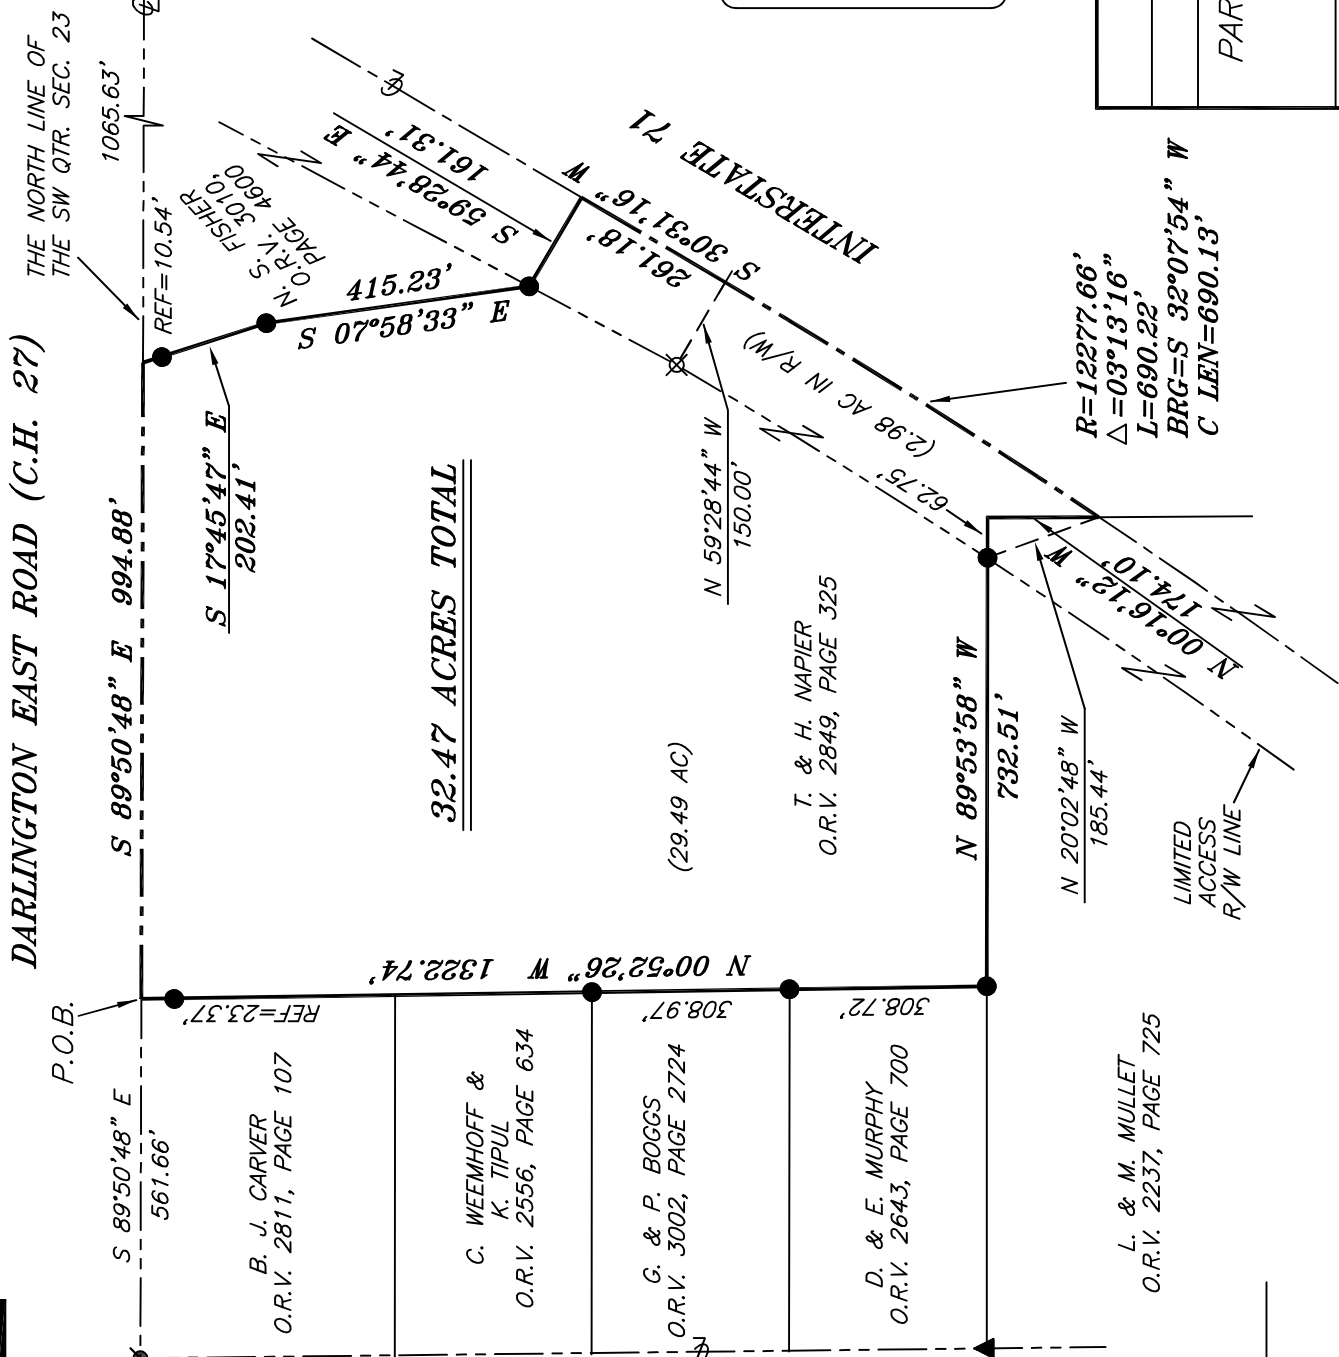 DARLINGTON EAST ROAD (C.H. 27)
THE NORTH LINE OF
THE SW QTR. SEC. 23
P.O.B.
S 89°50'48" E
561.66'
S 89°50'48" E 994.88'
1065.63'
REF=10.54'
N. S. FISHER
O.R.V. 3010,
PAGE 4600
S 17°45'47" E
202.41'
415.23'
S 07°58'33" E
S 59°28'44" E
161.31'
S 30°31'16" W
261.18'
INTERSTATE 71
N 59°28'44" W
150.00'
(2.98 AC IN R/W)
62.75'
R=12277.66'
△=03°13'16"
L=690.22'
BRG=S 32°07'54" W
C LEN=690.13'
N 00°16'12" W
174.10'
N 20°02'48" W
185.44'
LIMITED
ACCESS
R/W LINE
N 89°53'58" W
732.51'
32.47 ACRES TOTAL
(29.49 AC)
T. & H. NAPIER
O.R.V. 2849, PAGE 325
N 00°52'26" W 1322.74'
REF=23.37'
308.97'
308.72'
B. J. CARVER
O.R.V. 2811, PAGE 107
C. WEEMHOFF &
K. TIPUL
O.R.V. 2556, PAGE 634
G. & P. BOGGS
O.R.V. 3002, PAGE 2724
D. & E. MURPHY
O.R.V. 2643, PAGE 700
L. & M. MULLET
O.R.V. 2237, PAGE 725
PAR